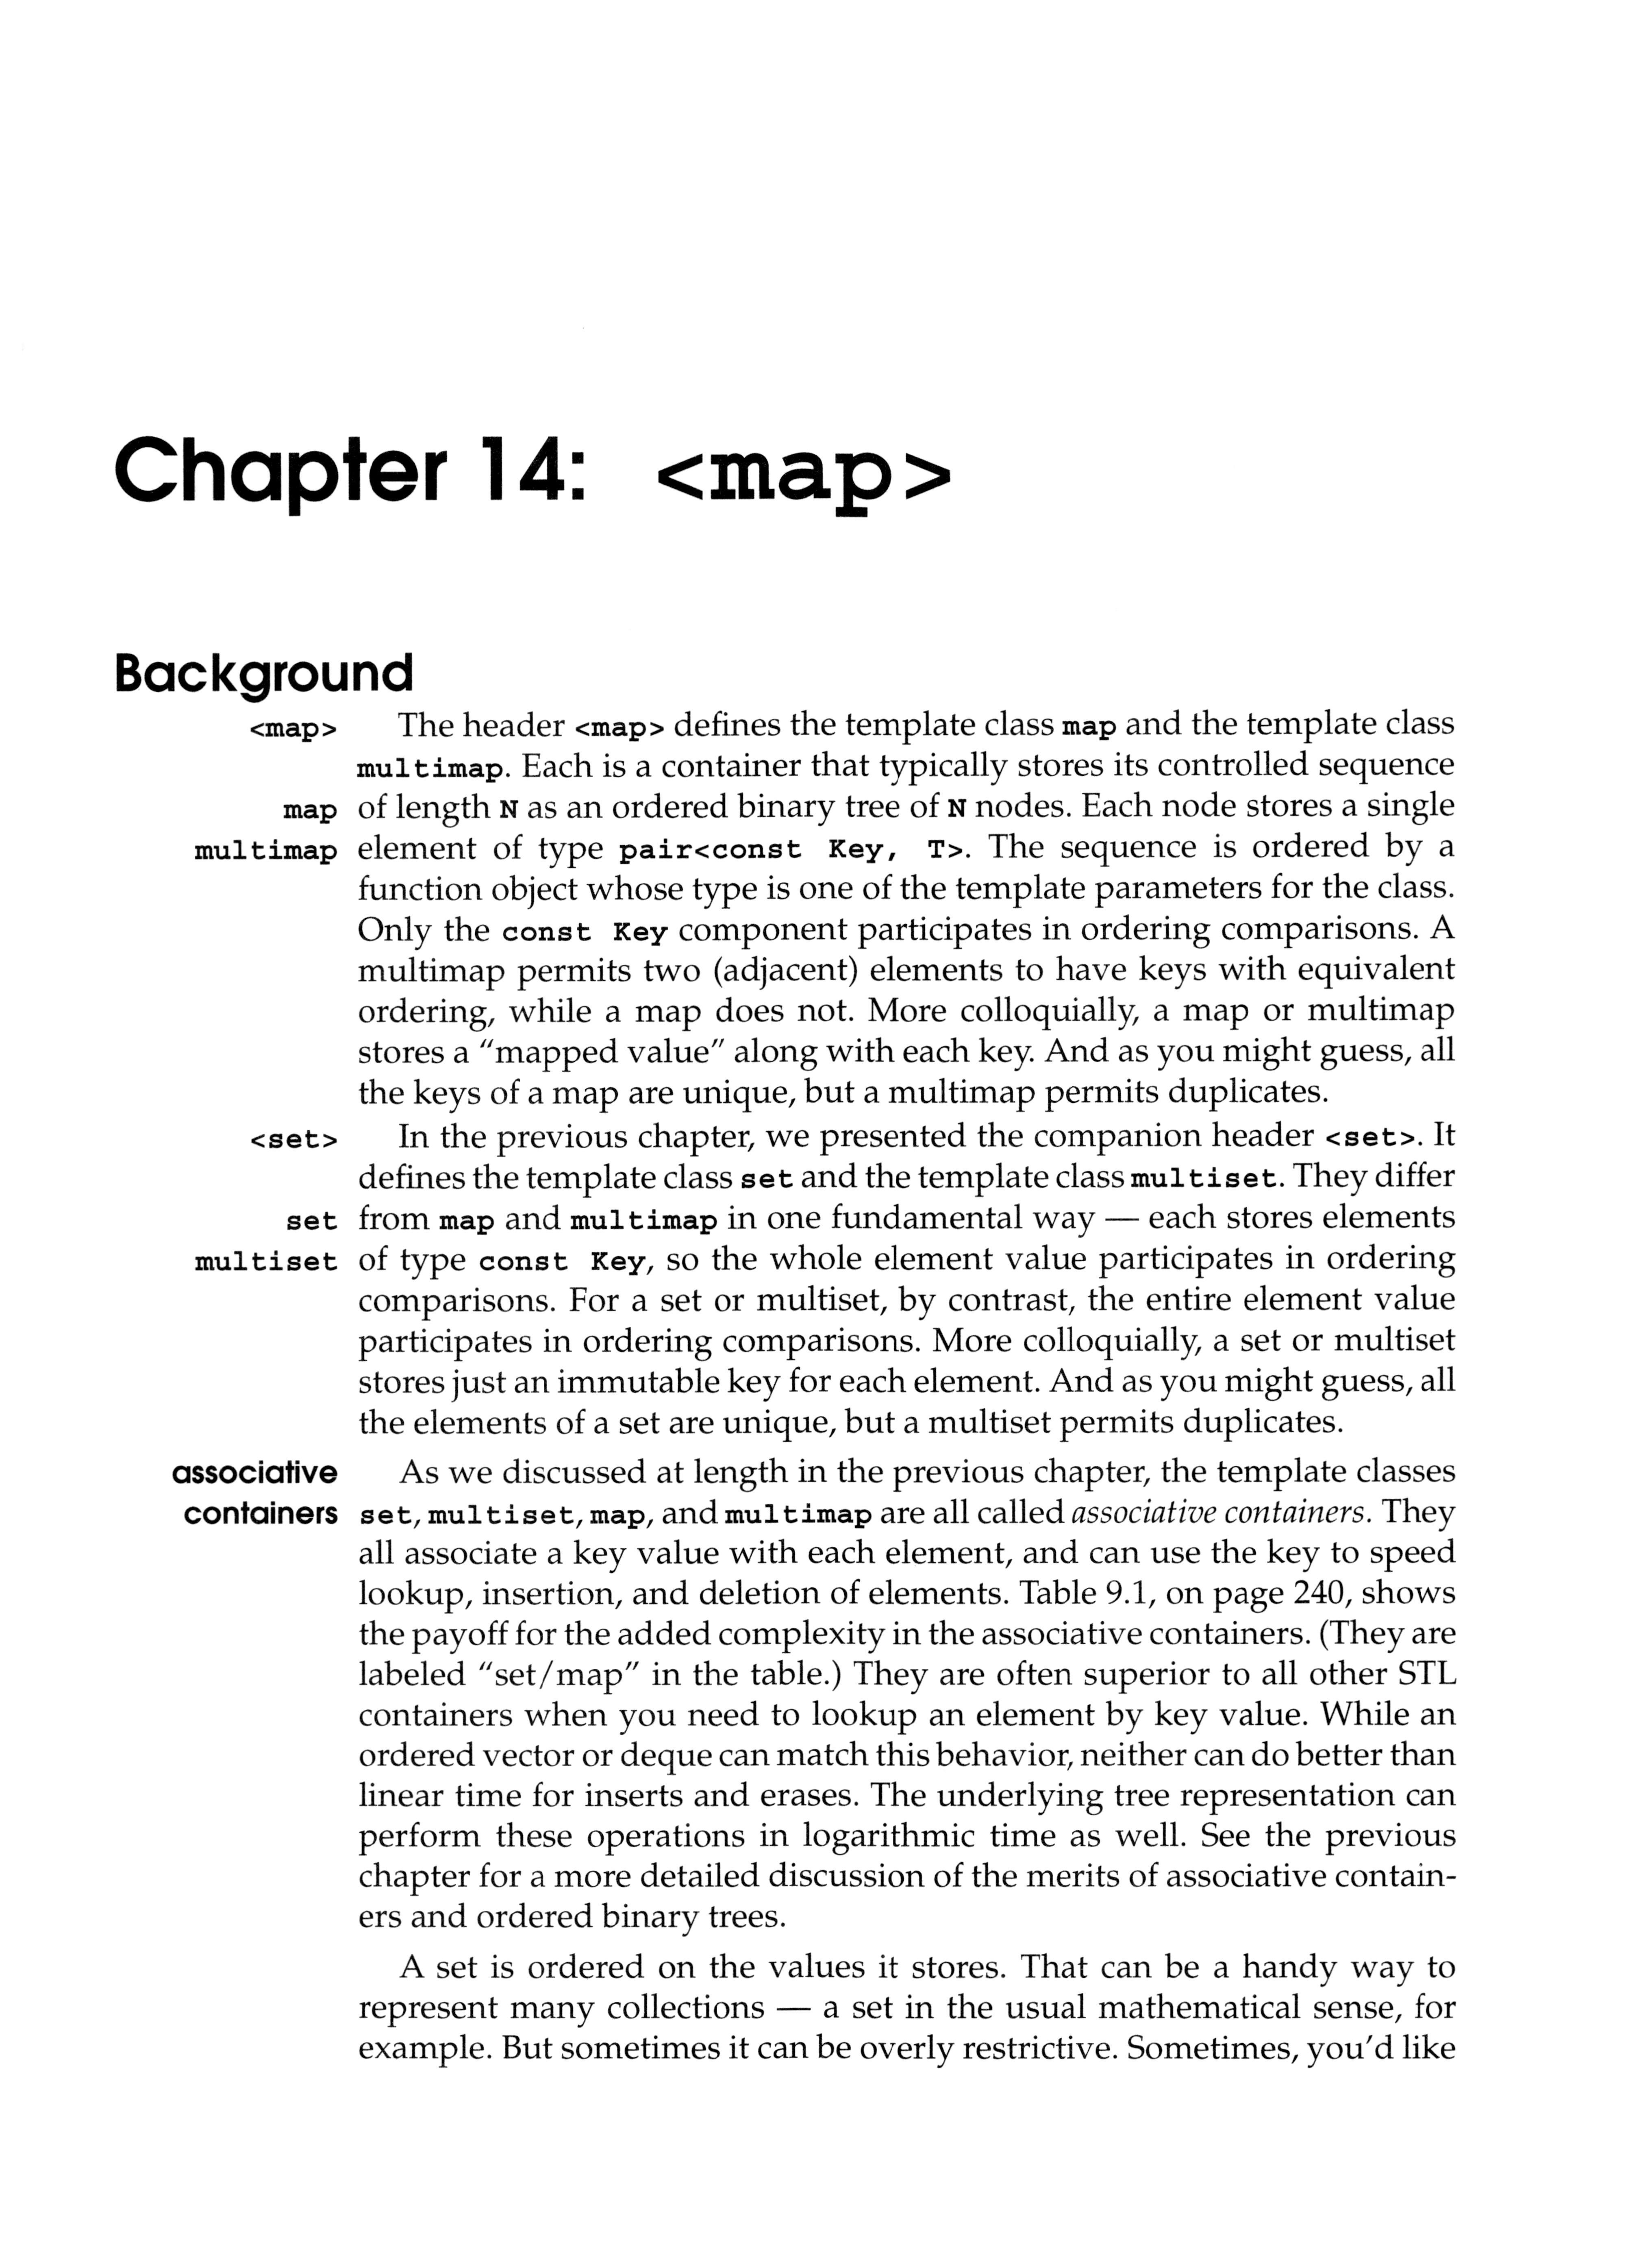 Chapter 14: <map>
Background
<map> The header <map> defines the template class map and the template class
multimap. Each is a container that typically stores its controlled sequence
map of length N as an ordered binary tree of N nodes. Each node stores a single
multimap element of type pair<const Key, T>. The sequence is ordered by a
function object whose type is one of the template parameters for the class.
Only the const Key component participates in ordering comparisons. A
multimap permits two (adjacent) elements to have keys with equivalent
ordering, while a map does not. More colloquially, a map or multimap
stores a “mapped value” along with each key. And as you might guess, all
the keys of a map are unique, but a multimap permits duplicates.
<set> In the previous chapter, we presented the companion header <set>. It
defines the template class set and the template class multiset. They differ
set from map and multimap in one fundamental way — each stores elements
multiset of type const Key, so the whole element value participates in ordering
comparisons. For a set or multiset, by contrast, the entire element value
participates in ordering comparisons. More colloquially, a set or multiset
stores just an immutable key for each element. And as you might guess, all
the elements of a set are unique, but a multiset permits duplicates.
associative As we discussed at length in the previous chapter, the template classes
containers set, multiset, map, and multimap are all called associative containers. They
all associate a key value with each element, and can use the key to speed
lookup, insertion, and deletion of elements. Table 9.1, on page 240, shows
the payoff for the added complexity in the associative containers. (They are
labeled “set/map” in the table.) They are often superior to all other STL
containers when you need to lookup an element by key value. While an
ordered vector or deque can match this behavior, neither can do better than
linear time for inserts and erases. The underlying tree representation can
perform these operations in logarithmic time as well. See the previous
chapter for a more detailed discussion of the merits of associative contain-
ers and ordered binary trees.
A set is ordered on the values it stores. That can be a handy way to
represent many collections — a set in the usual mathematical sense, for
example. But sometimes it can be overly restrictive. Sometimes, you’d like